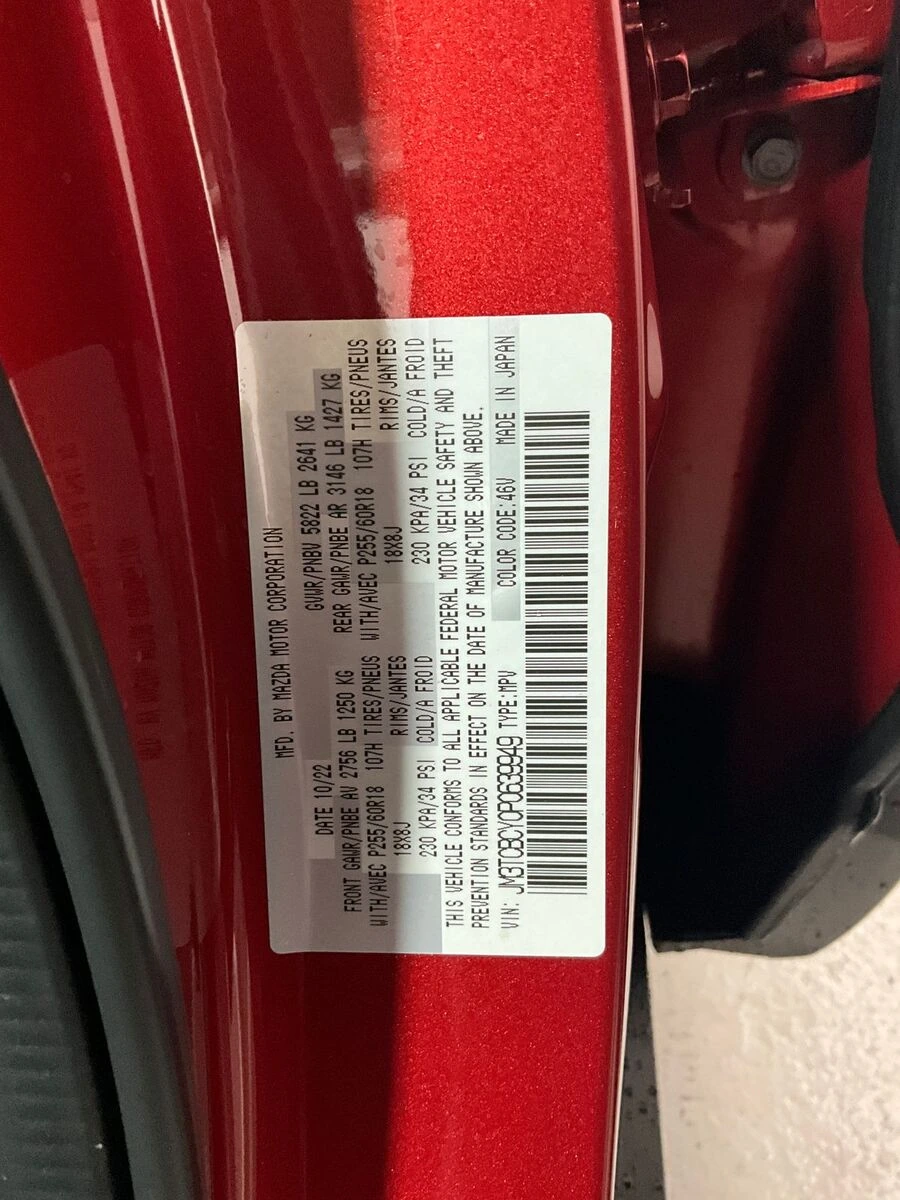 MFD. BY MAZDA MOTOR CORPORATION
DATE 10/22 GVWR/PNBV 5822 LB 2641 KG
FRONT GAWR/PNBE AV 2756 LB 1250 KG REAR GAWR/PNBE AR 3146 LB 1427 KG
WITH/AVEC P255/60R18 107H TIRES/PNEUS WITH/AVEC P255/60R18 107H TIRES/PNEUS
18X8J RIMS/JANTES 18X8J RIMS/JANTES
230 KPA/34 PSI COLD/A FROID 230 KPA/34 PSI COLD/A FROID
THIS VEHICLE CONFORMS TO ALL APPLICABLE FEDERAL MOTOR VEHICLE SAFETY AND THEFT
PREVENTION STANDARDS IN EFFECT ON THE DATE OF MANUFACTURE SHOWN ABOVE.
VIN: JM3TCBCY0P0639949 TYPE:MPV COLOR CODE:46V MADE IN JAPAN